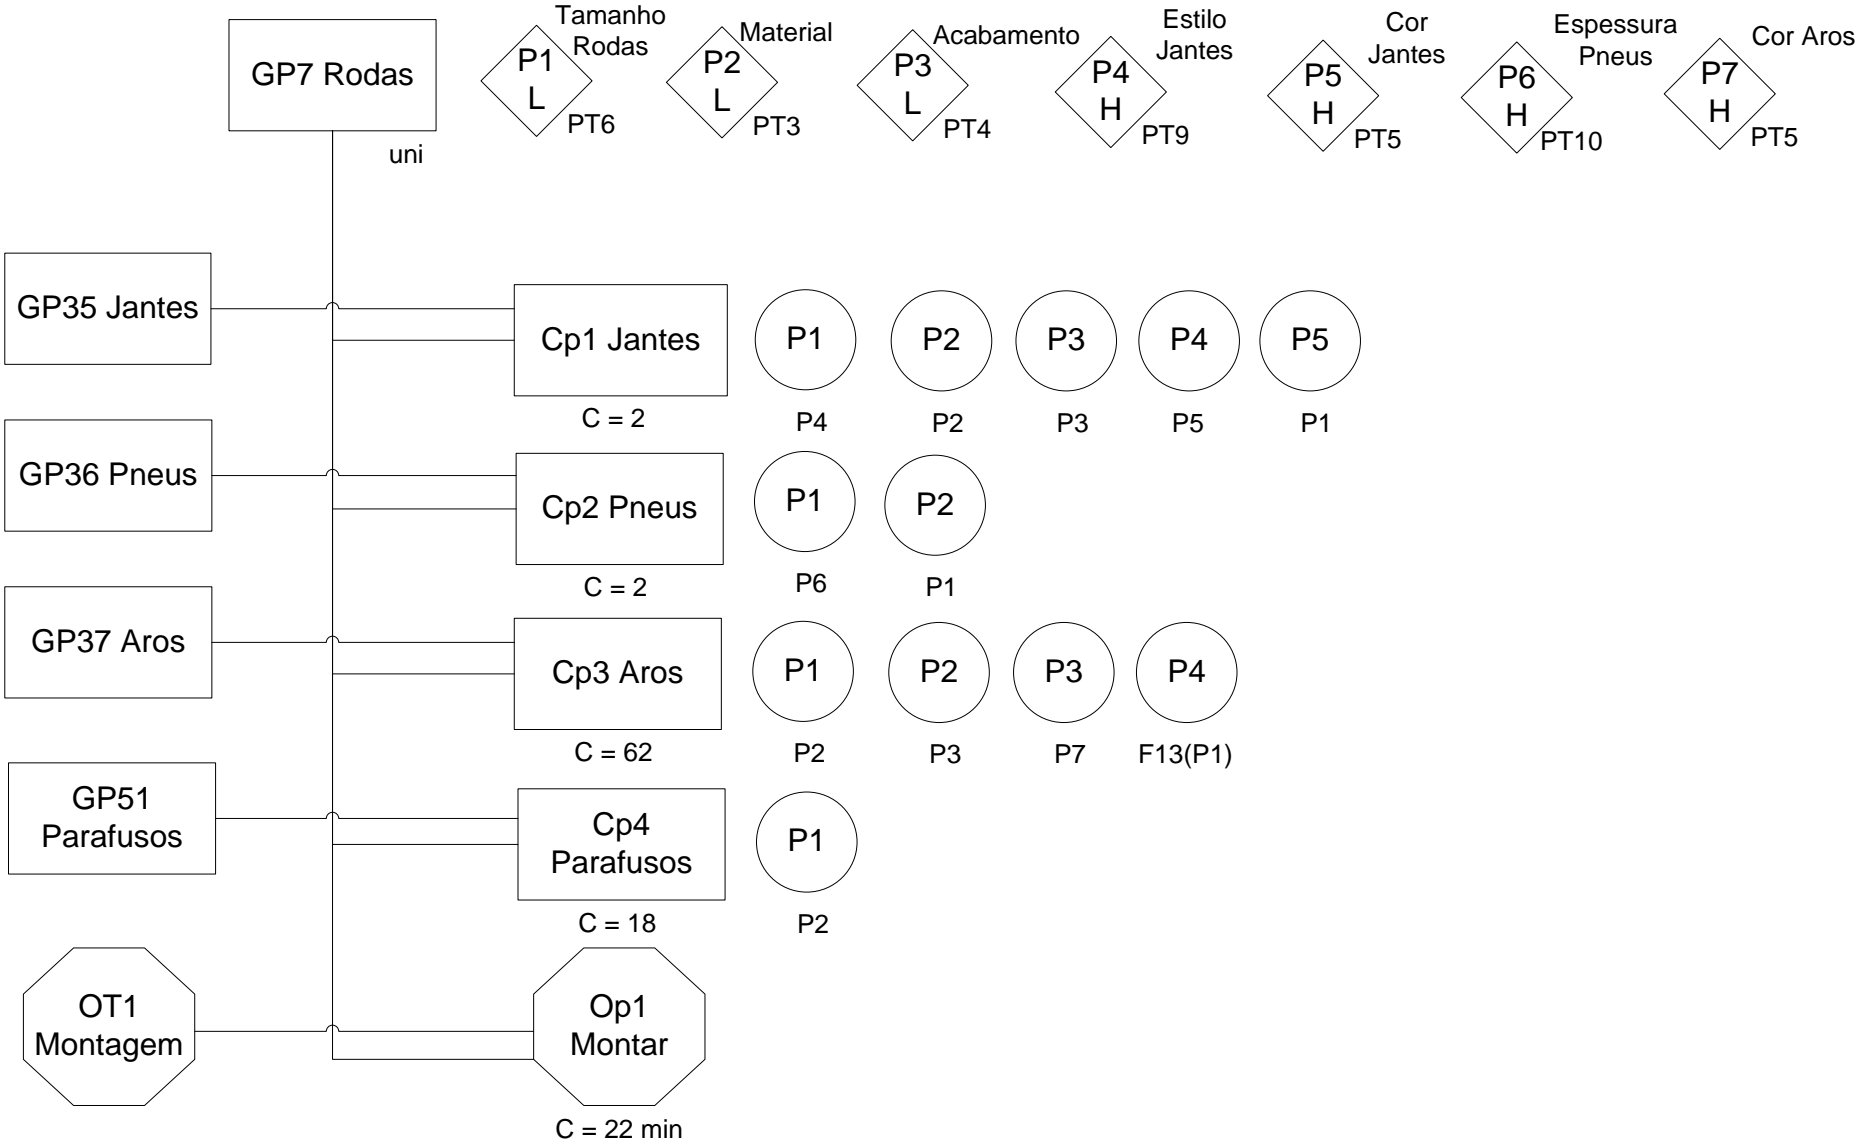 GP7 Rodas
uni
Tamanho
Rodas
P1
L
PT6
Material
P2
L
PT3
Acabamento
P3
L
PT4
Estilo
Jantes
P4
H
PT9
Cor
Jantes
P5
H
PT5
Espessura
Pneus
P6
H
PT10
Cor Aros
P7
H
PT5
GP35 Jantes
Cp1 Jantes
C = 2
P1
P2
P3
P4
P5
P4
P2
P3
P5
P1
GP36 Pneus
Cp2 Pneus
C = 2
P1
P2
P6
P1
GP37 Aros
Cp3 Aros
C = 62
P1
P2
P3
P4
P2
P3
P7
F13(P1)
GP51
Parafusos
Cp4
Parafusos
C = 18
P1
P2
OT1
Montagem
Op1
Montar
C = 22 min